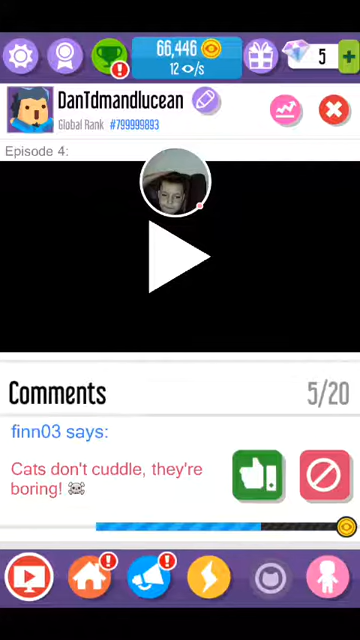 66,446
12 /s
5
DanTdmandlucean
Global Rank #799999893
Episode 4:
Comments 5/20
finn03 says:
Cats don't cuddle, they're
boring! ☠